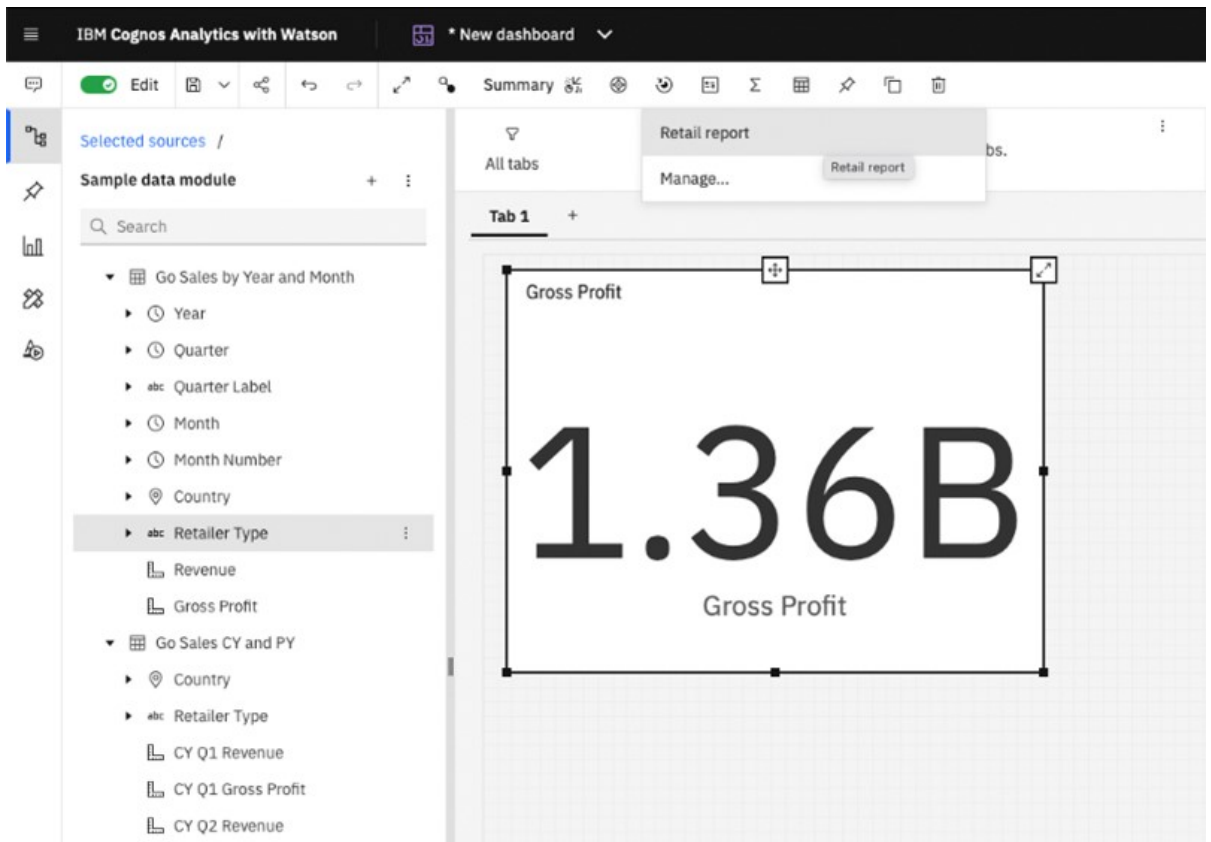 IBM Cognos Analytics with Watson
* New dashboard
Edit
Summary
Selected sources /
Sample data module
Search
Go Sales by Year and Month
Year
Quarter
abc Quarter Label
Month
Month Number
Country
abc Retailer Type
Revenue
Gross Profit
Go Sales CY and PY
Country
abc Retailer Type
CY Q1 Revenue
CY Q1 Gross Profit
CY Q2 Revenue
All tabs
Retail report
Retail report
Manage...
bs.
Tab 1
Gross Profit
1.36B
Gross Profit